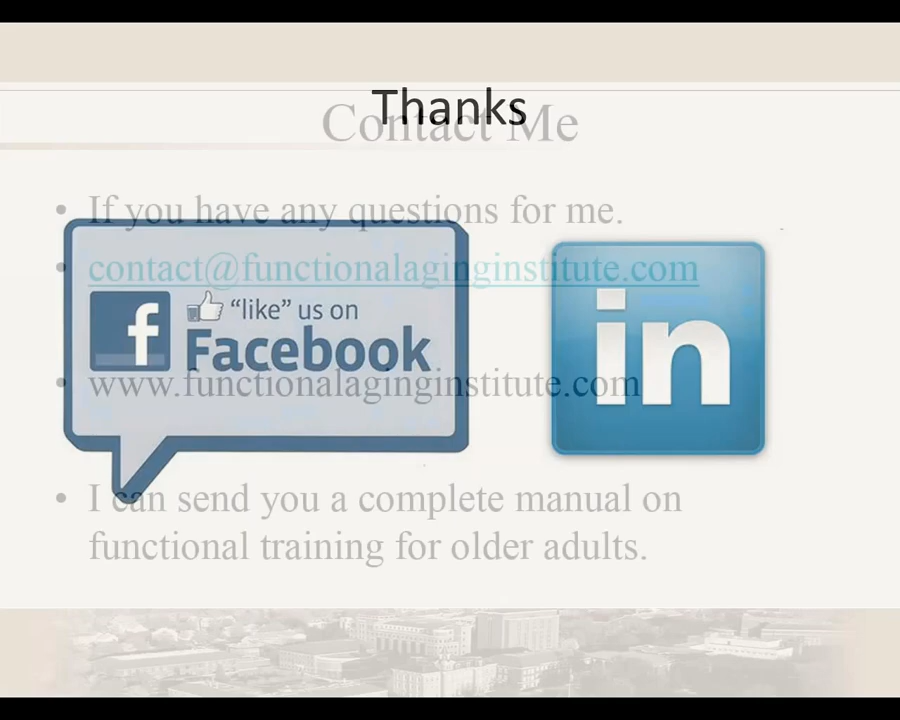 Thanks
Contact Me
• If you have any questions for me.
• contact@functionalaginginstitute.com
f "like" us on
Facebook
in
• www.functionalaginginstitute.com
• I can send you a complete manual on
functional training for older adults.